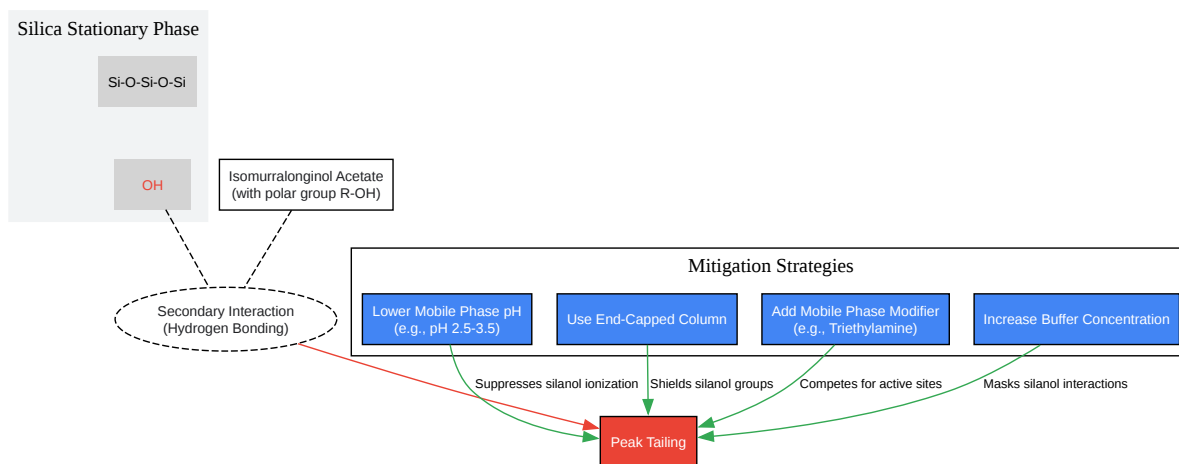 Silica Stationary Phase
Si-O-Si-O-Si
OH
Isomurralonginol Acetate
(with polar group R-OH)
Secondary Interaction
(Hydrogen Bonding)
Mitigation Strategies
Lower Mobile Phase pH
(e.g., pH 2.5-3.5)
Use End-Capped Column
Add Mobile Phase Modifier
(e.g., Triethylamine)
Increase Buffer Concentration
Suppresses silanol ionization
Shields silanol groups
Competes for active sites
Masks silanol interactions
Peak Tailing